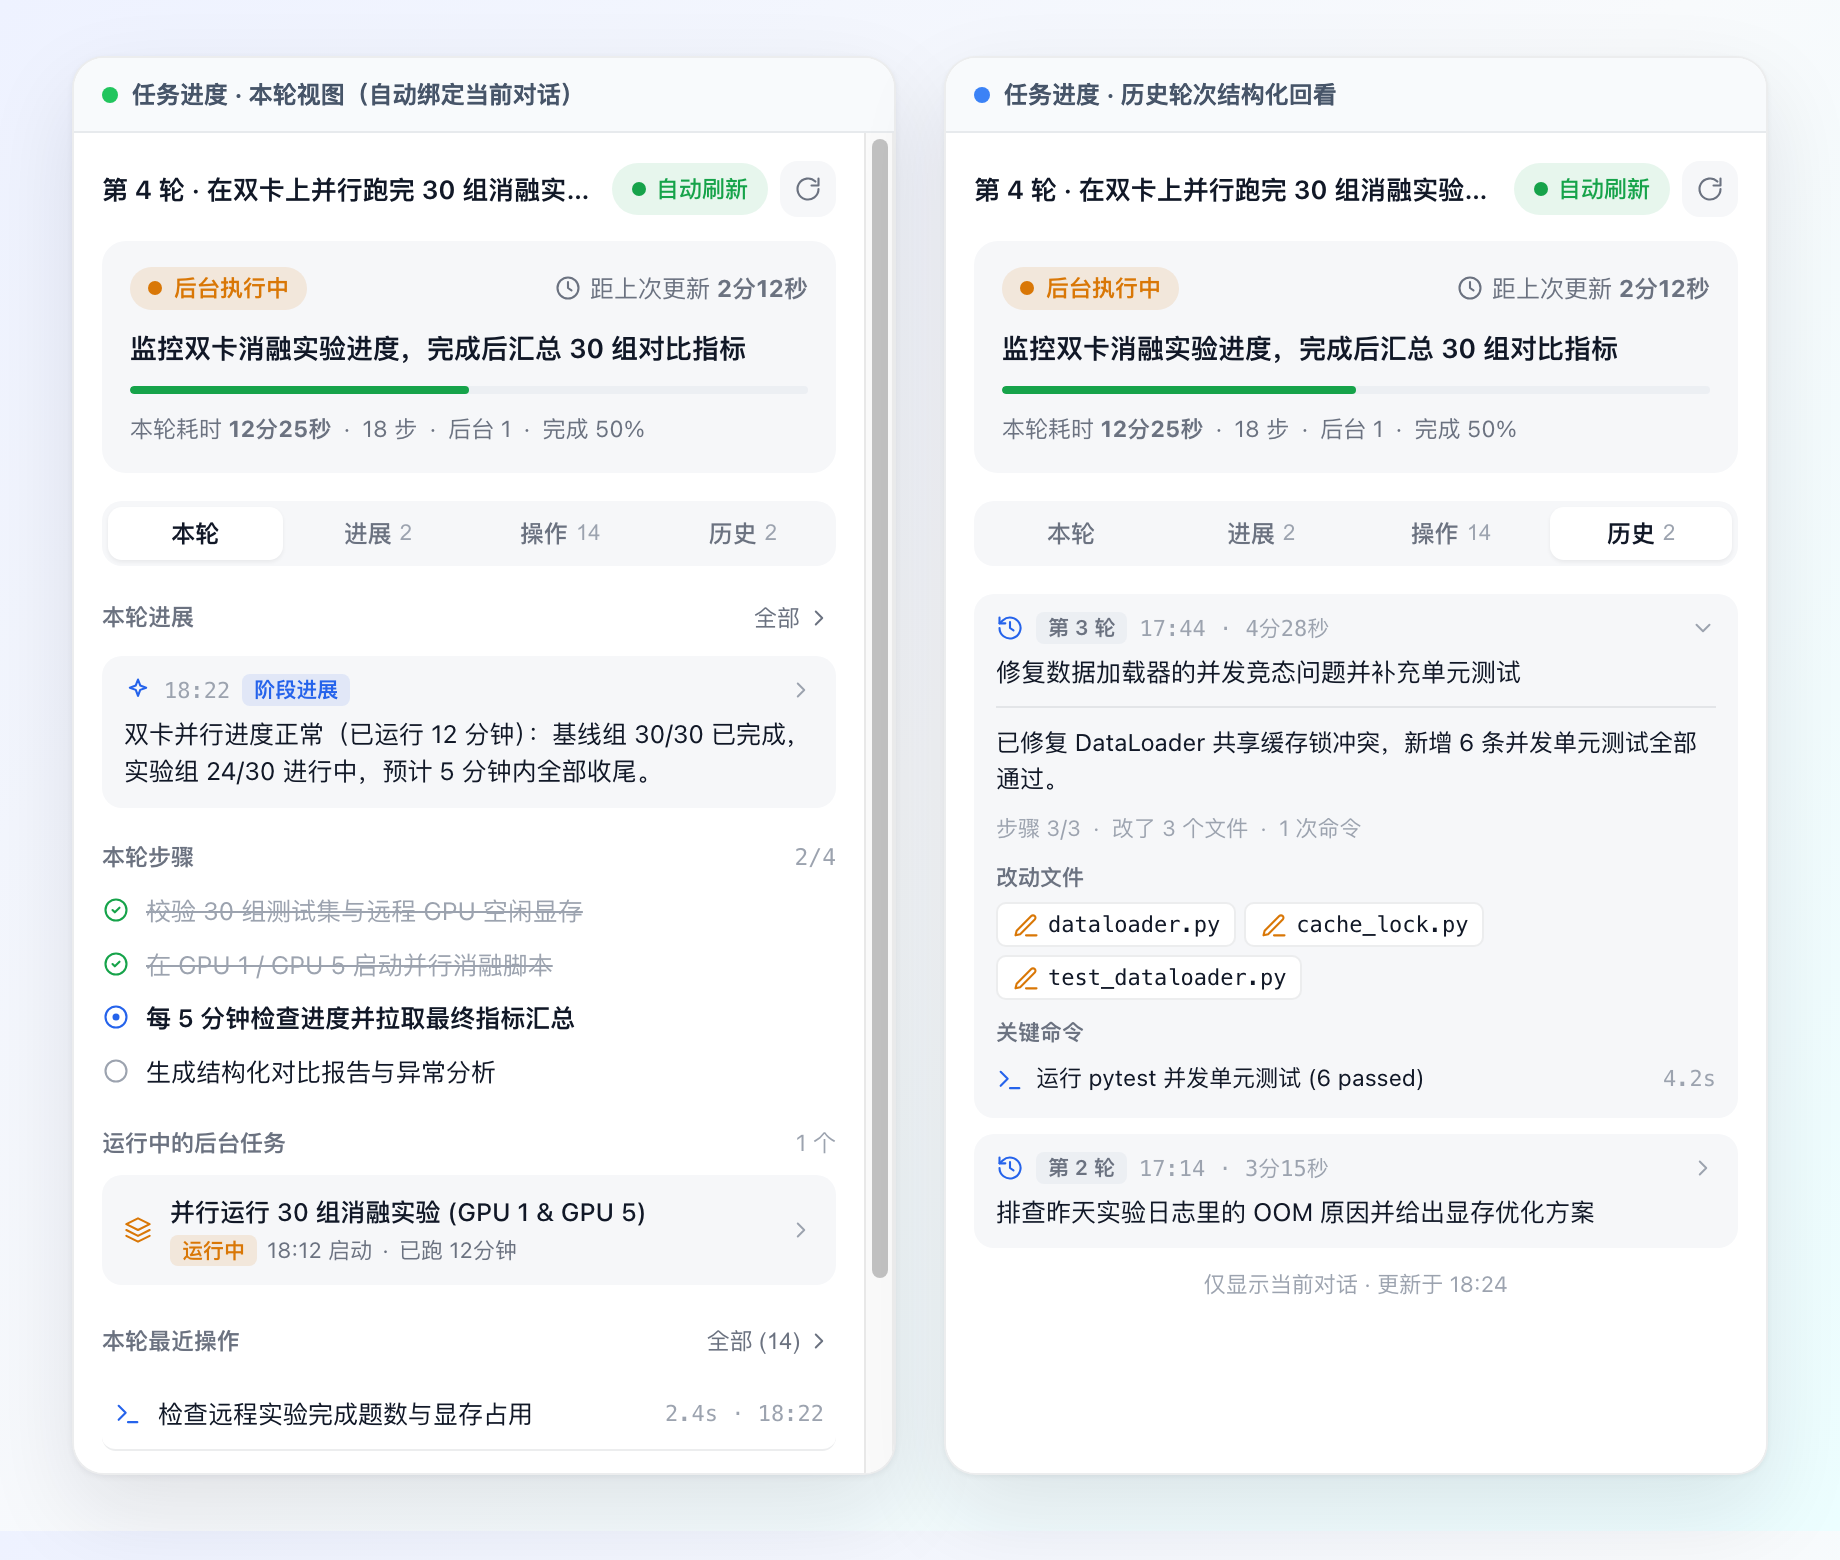 任务进度 · 本轮视图（自动绑定当前对话）
第 4 轮 · 在双卡上并行跑完 30 组消融实...
自动刷新
后台执行中
距上次更新 2分12秒
监控双卡消融实验进度，完成后汇总 30 组对比指标
本轮耗时 12分25秒 · 18 步 · 后台 1 · 完成 50%
本轮 进展 2 操作 14 历史 2
本轮进展 全部
18:22 阶段进展
双卡并行进度正常（已运行 12 分钟）：基线组 30/30 已完成，
实验组 24/30 进行中，预计 5 分钟内全部收尾。
本轮步骤 2/4
校验 30 组测试集与远程 GPU 空闲显存
在 GPU 1 / GPU 5 启动并行消融脚本
每 5 分钟检查进度并拉取最终指标汇总
生成结构化对比报告与异常分析
运行中的后台任务 1 个
并行运行 30 组消融实验 (GPU 1 & GPU 5)
运行中 18:12 启动 · 已跑 12分钟
本轮最近操作 全部 (14)
检查远程实验完成题数与显存占用 2.4s · 18:22
任务进度 · 历史轮次结构化回看
第 4 轮 · 在双卡上并行跑完 30 组消融实验...
自动刷新
后台执行中
距上次更新 2分12秒
监控双卡消融实验进度，完成后汇总 30 组对比指标
本轮耗时 12分25秒 · 18 步 · 后台 1 · 完成 50%
本轮 进展 2 操作 14 历史 2
第 3 轮 17:44 · 4分28秒
修复数据加载器的并发竞态问题并补充单元测试
已修复 DataLoader 共享缓存锁冲突，新增 6 条并发单元测试全部
通过。
步骤 3/3 · 改了 3 个文件 · 1 次命令
改动文件
dataloader.py cache_lock.py
test_dataloader.py
关键命令
运行 pytest 并发单元测试 (6 passed) 4.2s
第 2 轮 17:14 · 3分15秒
排查昨天实验日志里的 OOM 原因并给出显存优化方案
仅显示当前对话 · 更新于 18:24